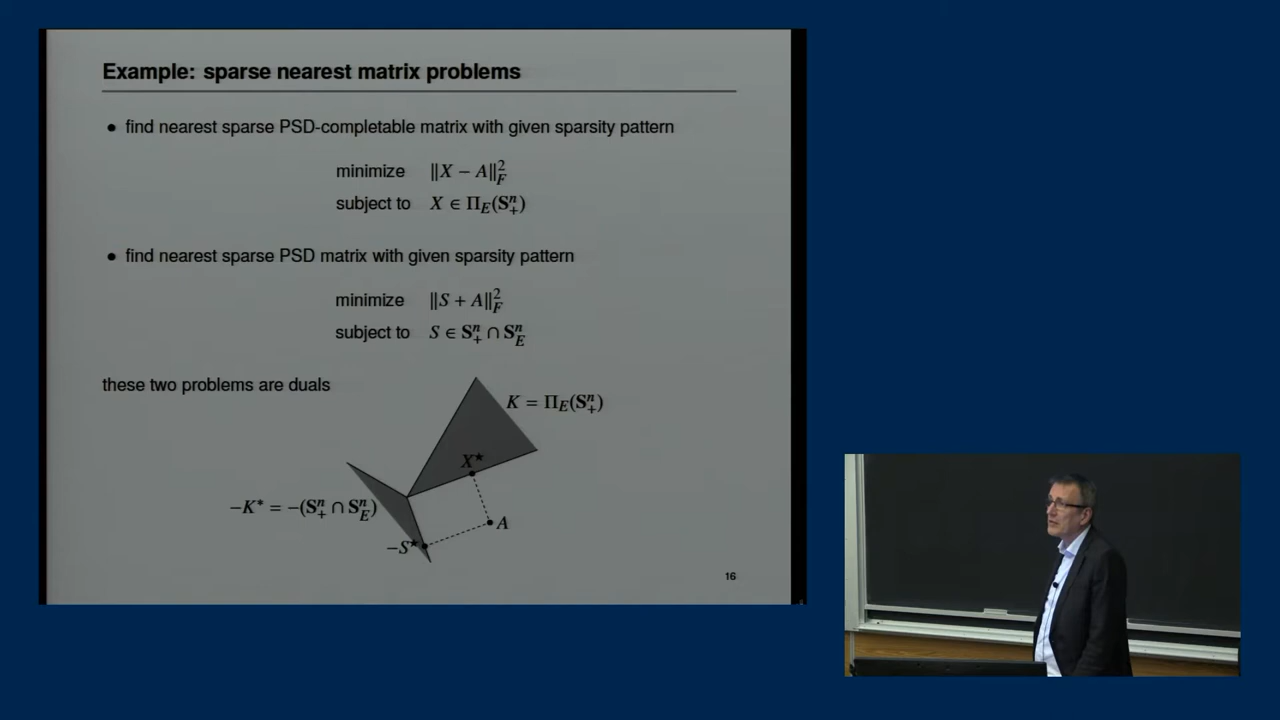 Example: sparse nearest matrix problems
• find nearest sparse PSD-completable matrix with given sparsity pattern
minimize ‖X − A‖²_F
subject to X ∈ Π_E(S^n_+)
• find nearest sparse PSD matrix with given sparsity pattern
minimize ‖S + A‖²_F
subject to S ∈ S^n_+ ∩ S^n_E
these two problems are duals
K = Π_E(S^n_+)
X★
−K* = −(S^n_+ ∩ S^n_E)
A
−S★
16